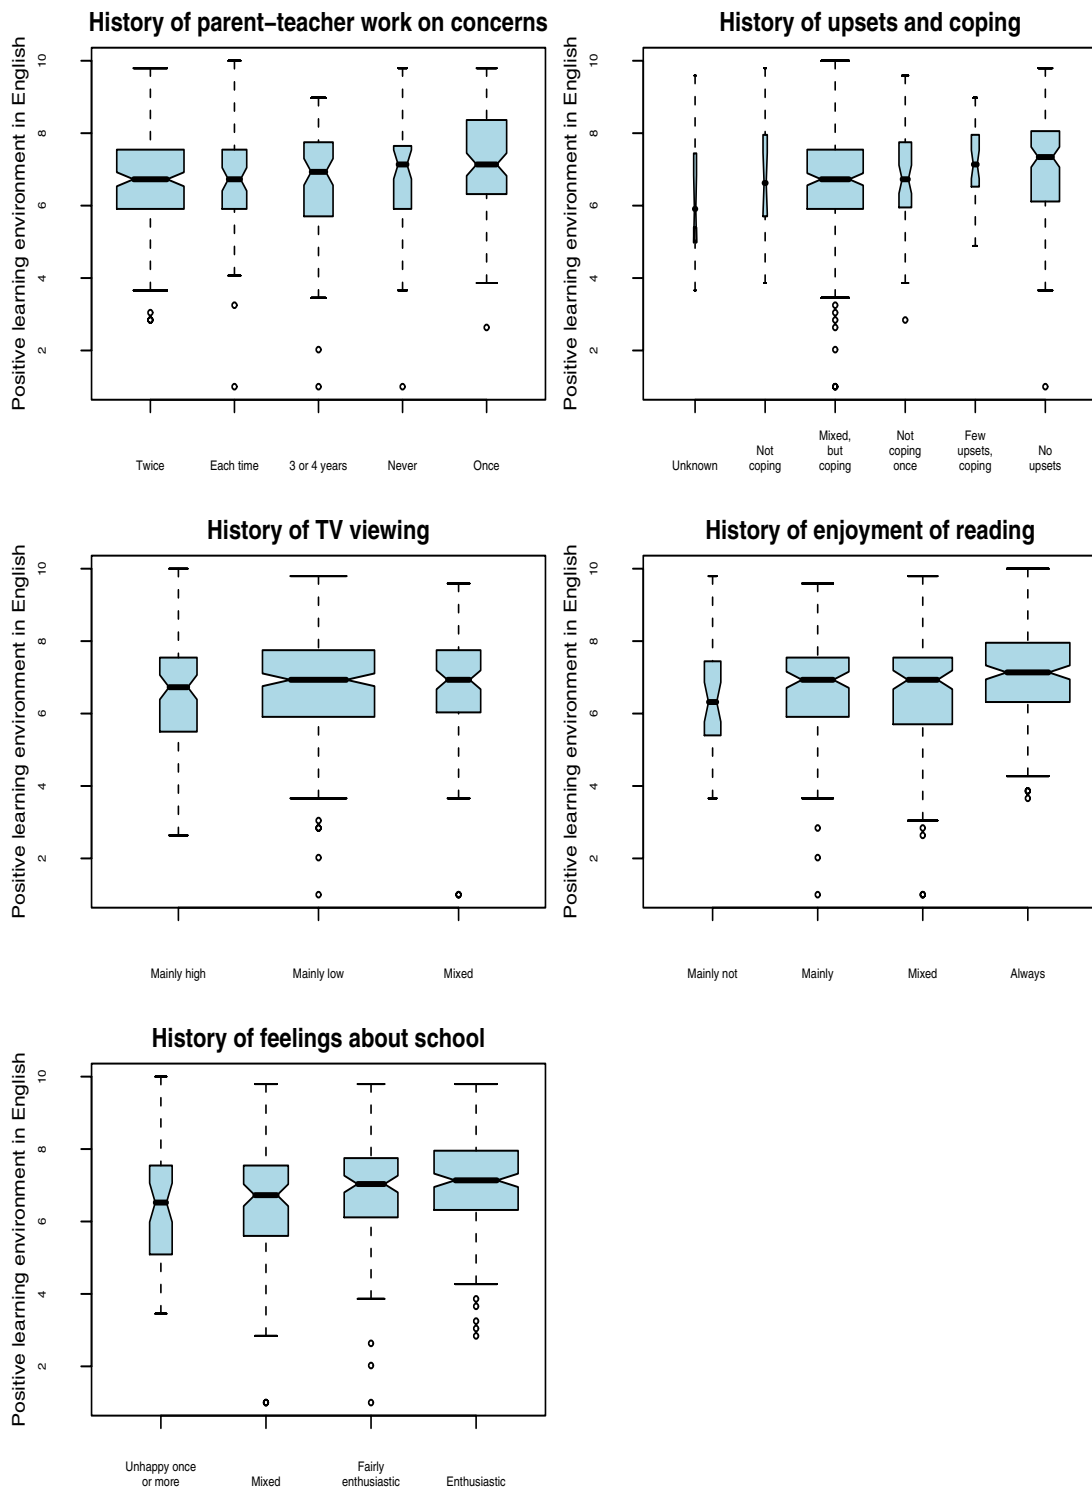 History of parent–teacher work on concerns
Positive learning environment in English
10
8
6
4
2
Twice
Each time
3 or 4 years
Never
Once
History of upsets and coping
Positive learning environment in English
10
8
6
4
2
Unknown
Not
coping
Mixed,
but
coping
Not
coping
once
Few
upsets,
coping
No
upsets
History of TV viewing
Positive learning environment in English
10
8
6
4
2
Mainly high
Mainly low
Mixed
History of enjoyment of reading
Positive learning environment in English
10
8
6
4
2
Mainly not
Mainly
Mixed
Always
History of feelings about school
Positive learning environment in English
10
8
6
4
2
Unhappy once
or more
Mixed
Fairly
enthusiastic
Enthusiastic